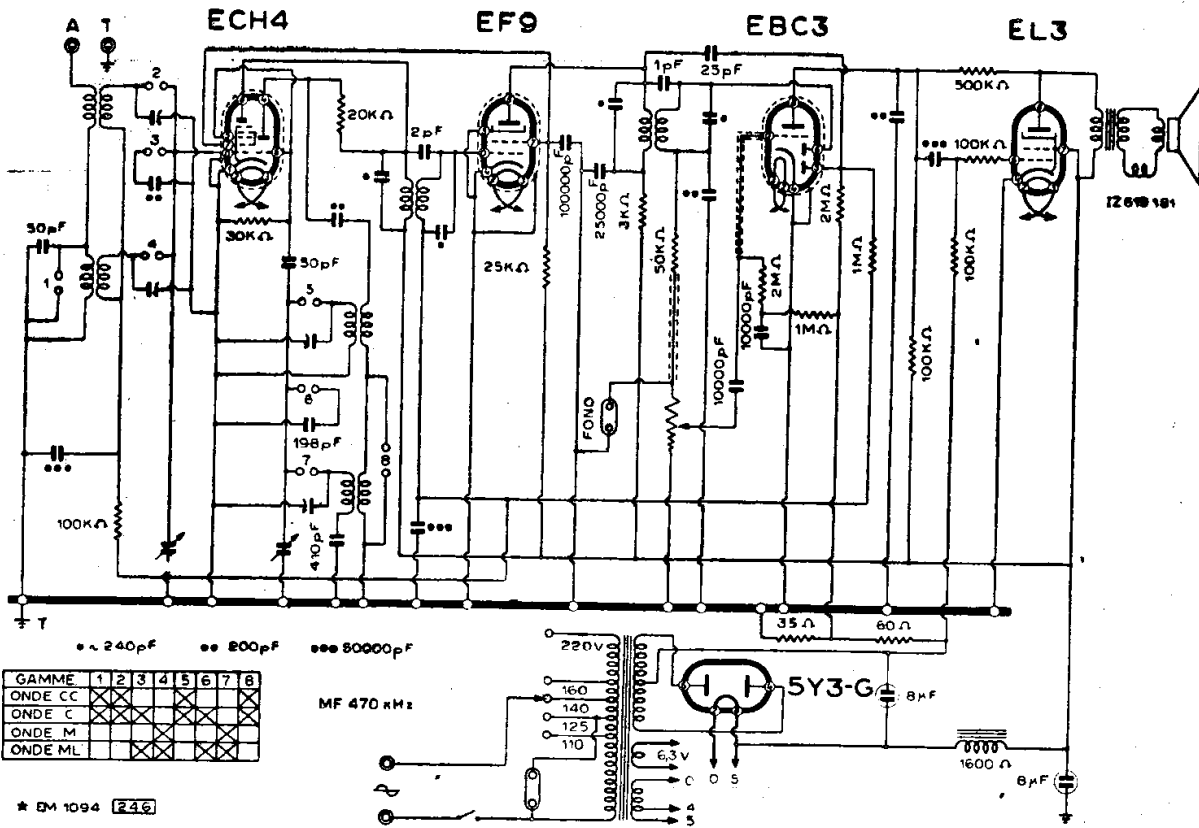 ECH4
EF9
EBC3
EL3
A T
2
3
4
1
50pF
20KΩ
2pF
30KΩ
50pF
5
6
198pF
7
8
410pF
100KΩ
100000pF
25000pF
25KΩ
1pF
25pF
3KΩ
50KΩ
FONO
10000pF
10000pF
2MΩ
1MΩ
2MΩ
1MΩ
500KΩ
100KΩ
100KΩ
100KΩ
T
35Ω
60Ω
• ~ 240pF •• 200pF ••• 50000pF
GAMME 1 2 3 4 5 6 7 8
ONDE CC
ONDE C
ONDE M
ONDE ML
MF 470 KHz
220V
160
140
125
110
5Y3-G
6,3V
0
4
5
0 5
8µF
1600Ω
8µF
★ EM 1094 246